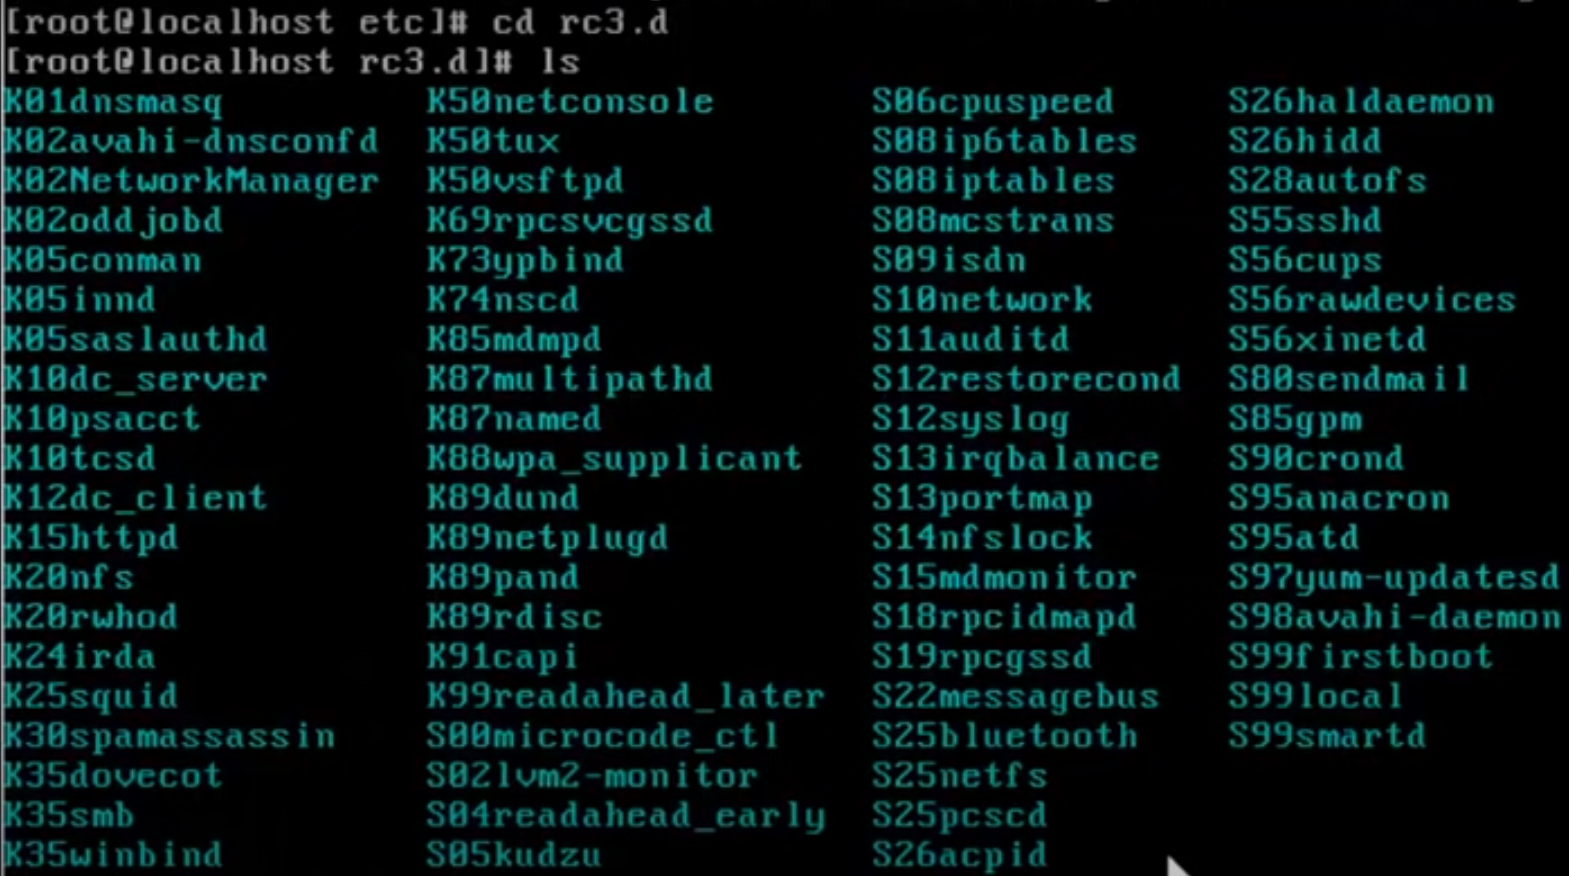 [root@localhost etc]# cd rc3.d
[root@localhost rc3.d]# ls
K01dnsmasq K50netconsole S06cpuspeed S26haldaemon
K02avahi-dnsconfd K50tux S08ip6tables S26hidd
K02NetworkManager K50vsftpd S08iptables S28autofs
K02oddjobd K69rpcsvcgssd S08mcstrans S55sshd
K05conman K73ypbind S09isdn S56cups
K05innd K74nscd S10network S56rawdevices
K05saslauthd K85mdmpd S11auditd S56xinetd
K10dc_server K87multipathd S12restorecond S80sendmail
K10psacct K87named S12syslog S85gpm
K10tcsd K88wpa_supplicant S13irqbalance S90crond
K12dc_client K89dund S13portmap S95anacron
K15httpd K89netplugd S14nfslock S95atd
K20nfs K89pand S15mdmonitor S97yum-updatesd
K20rwhod K89rdisc S18rpcidmapd S98avahi-daemon
K24irda K91capi S19rpcgssd S99firstboot
K25squid K99readahead_later S22messagebus S99local
K30spamassassin S00microcode_ctl S25bluetooth S99smartd
K35dovecot S02lvm2-monitor S25netfs
K35smb S04readahead_early S25pcscd
K35winbind S05kudzu S26acpid